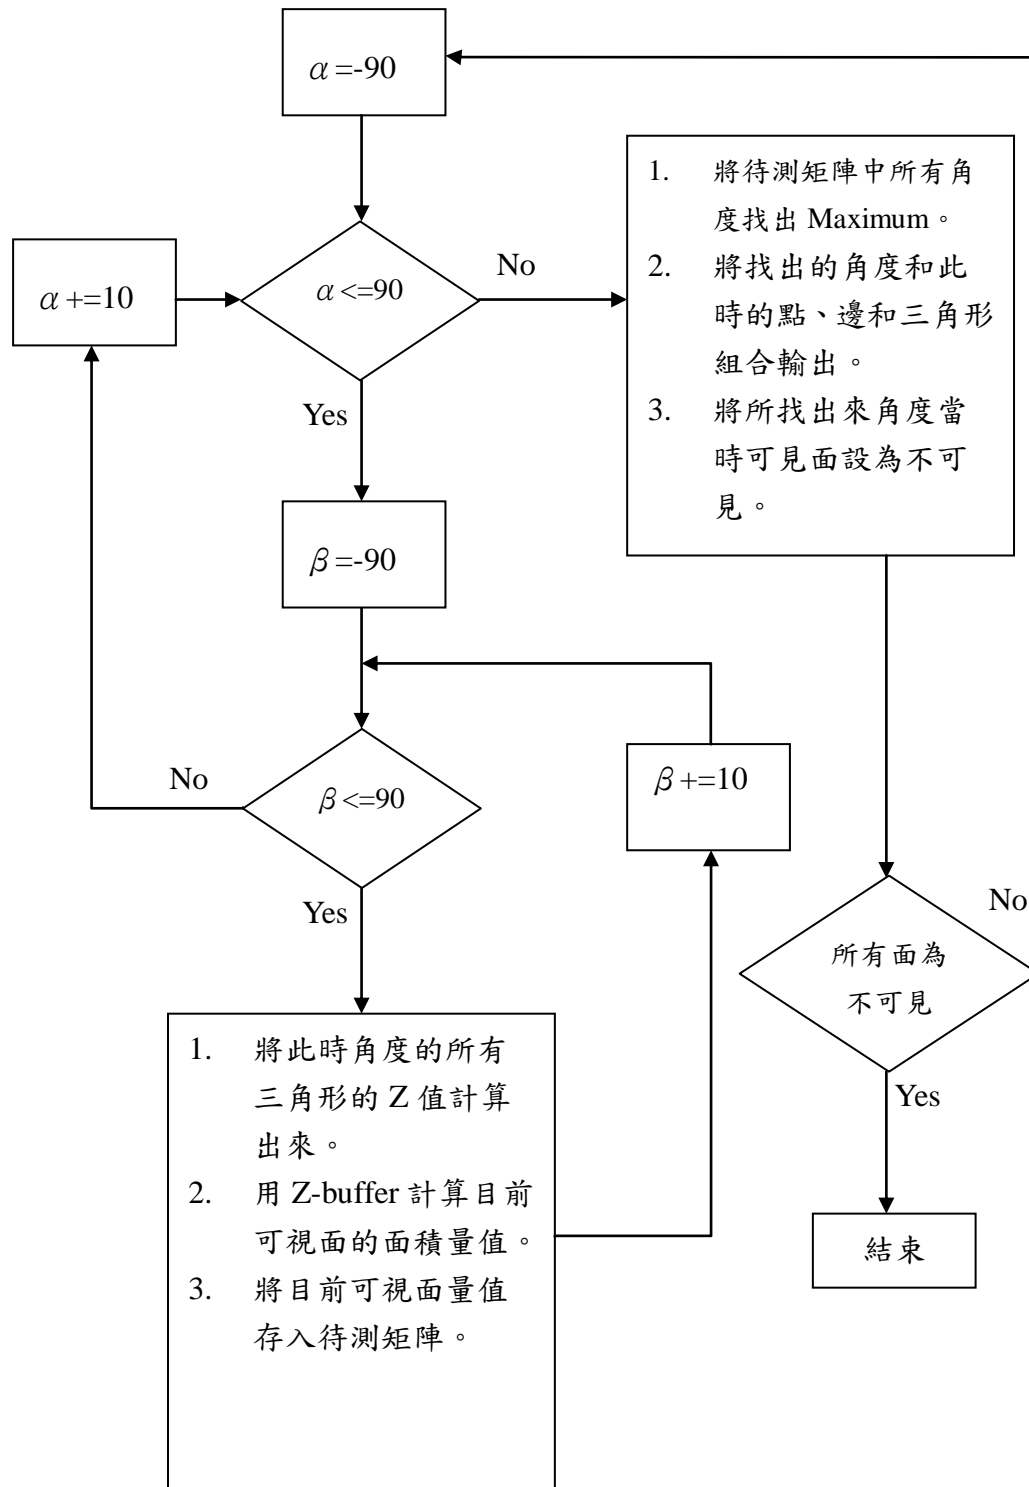 α=-90
1. 將待測矩陣中所有角
度找出 Maximum。
2. 將找出的角度和此
時的點、邊和三角形
組合輸出。
3. 將所找出來角度當
時可見面設為不可
見。
α+=10
α<=90
No
Yes
β=-90
β+=10
No
β<=90
Yes
No
所有面為
不可見
Yes
1. 將此時角度的所有
三角形的 Z 值計算
出來。
2. 用 Z-buffer 計算目前
可視面的面積量值。
3. 將目前可視面量值
存入待測矩陣。
結束